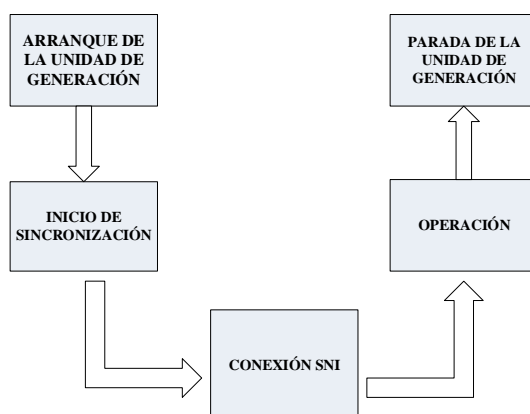 ARRANQUE DE
LA UNIDAD DE
GENERACIÓN
INICIO DE
SINCRONIZACIÓN
CONEXIÓN SNI
OPERACIÓN
PARADA DE LA
UNIDAD DE
GENERACIÓN